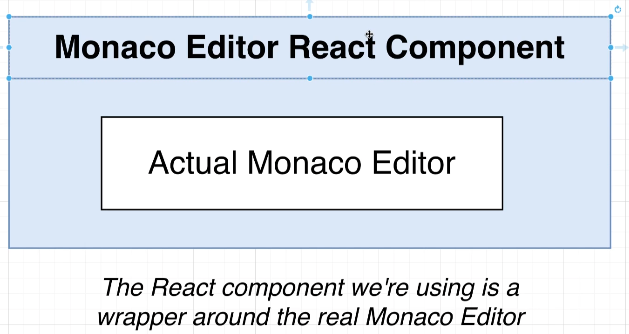 Monaco Editor React Component
Actual Monaco Editor
The React component we're using is a
wrapper around the real Monaco Editor